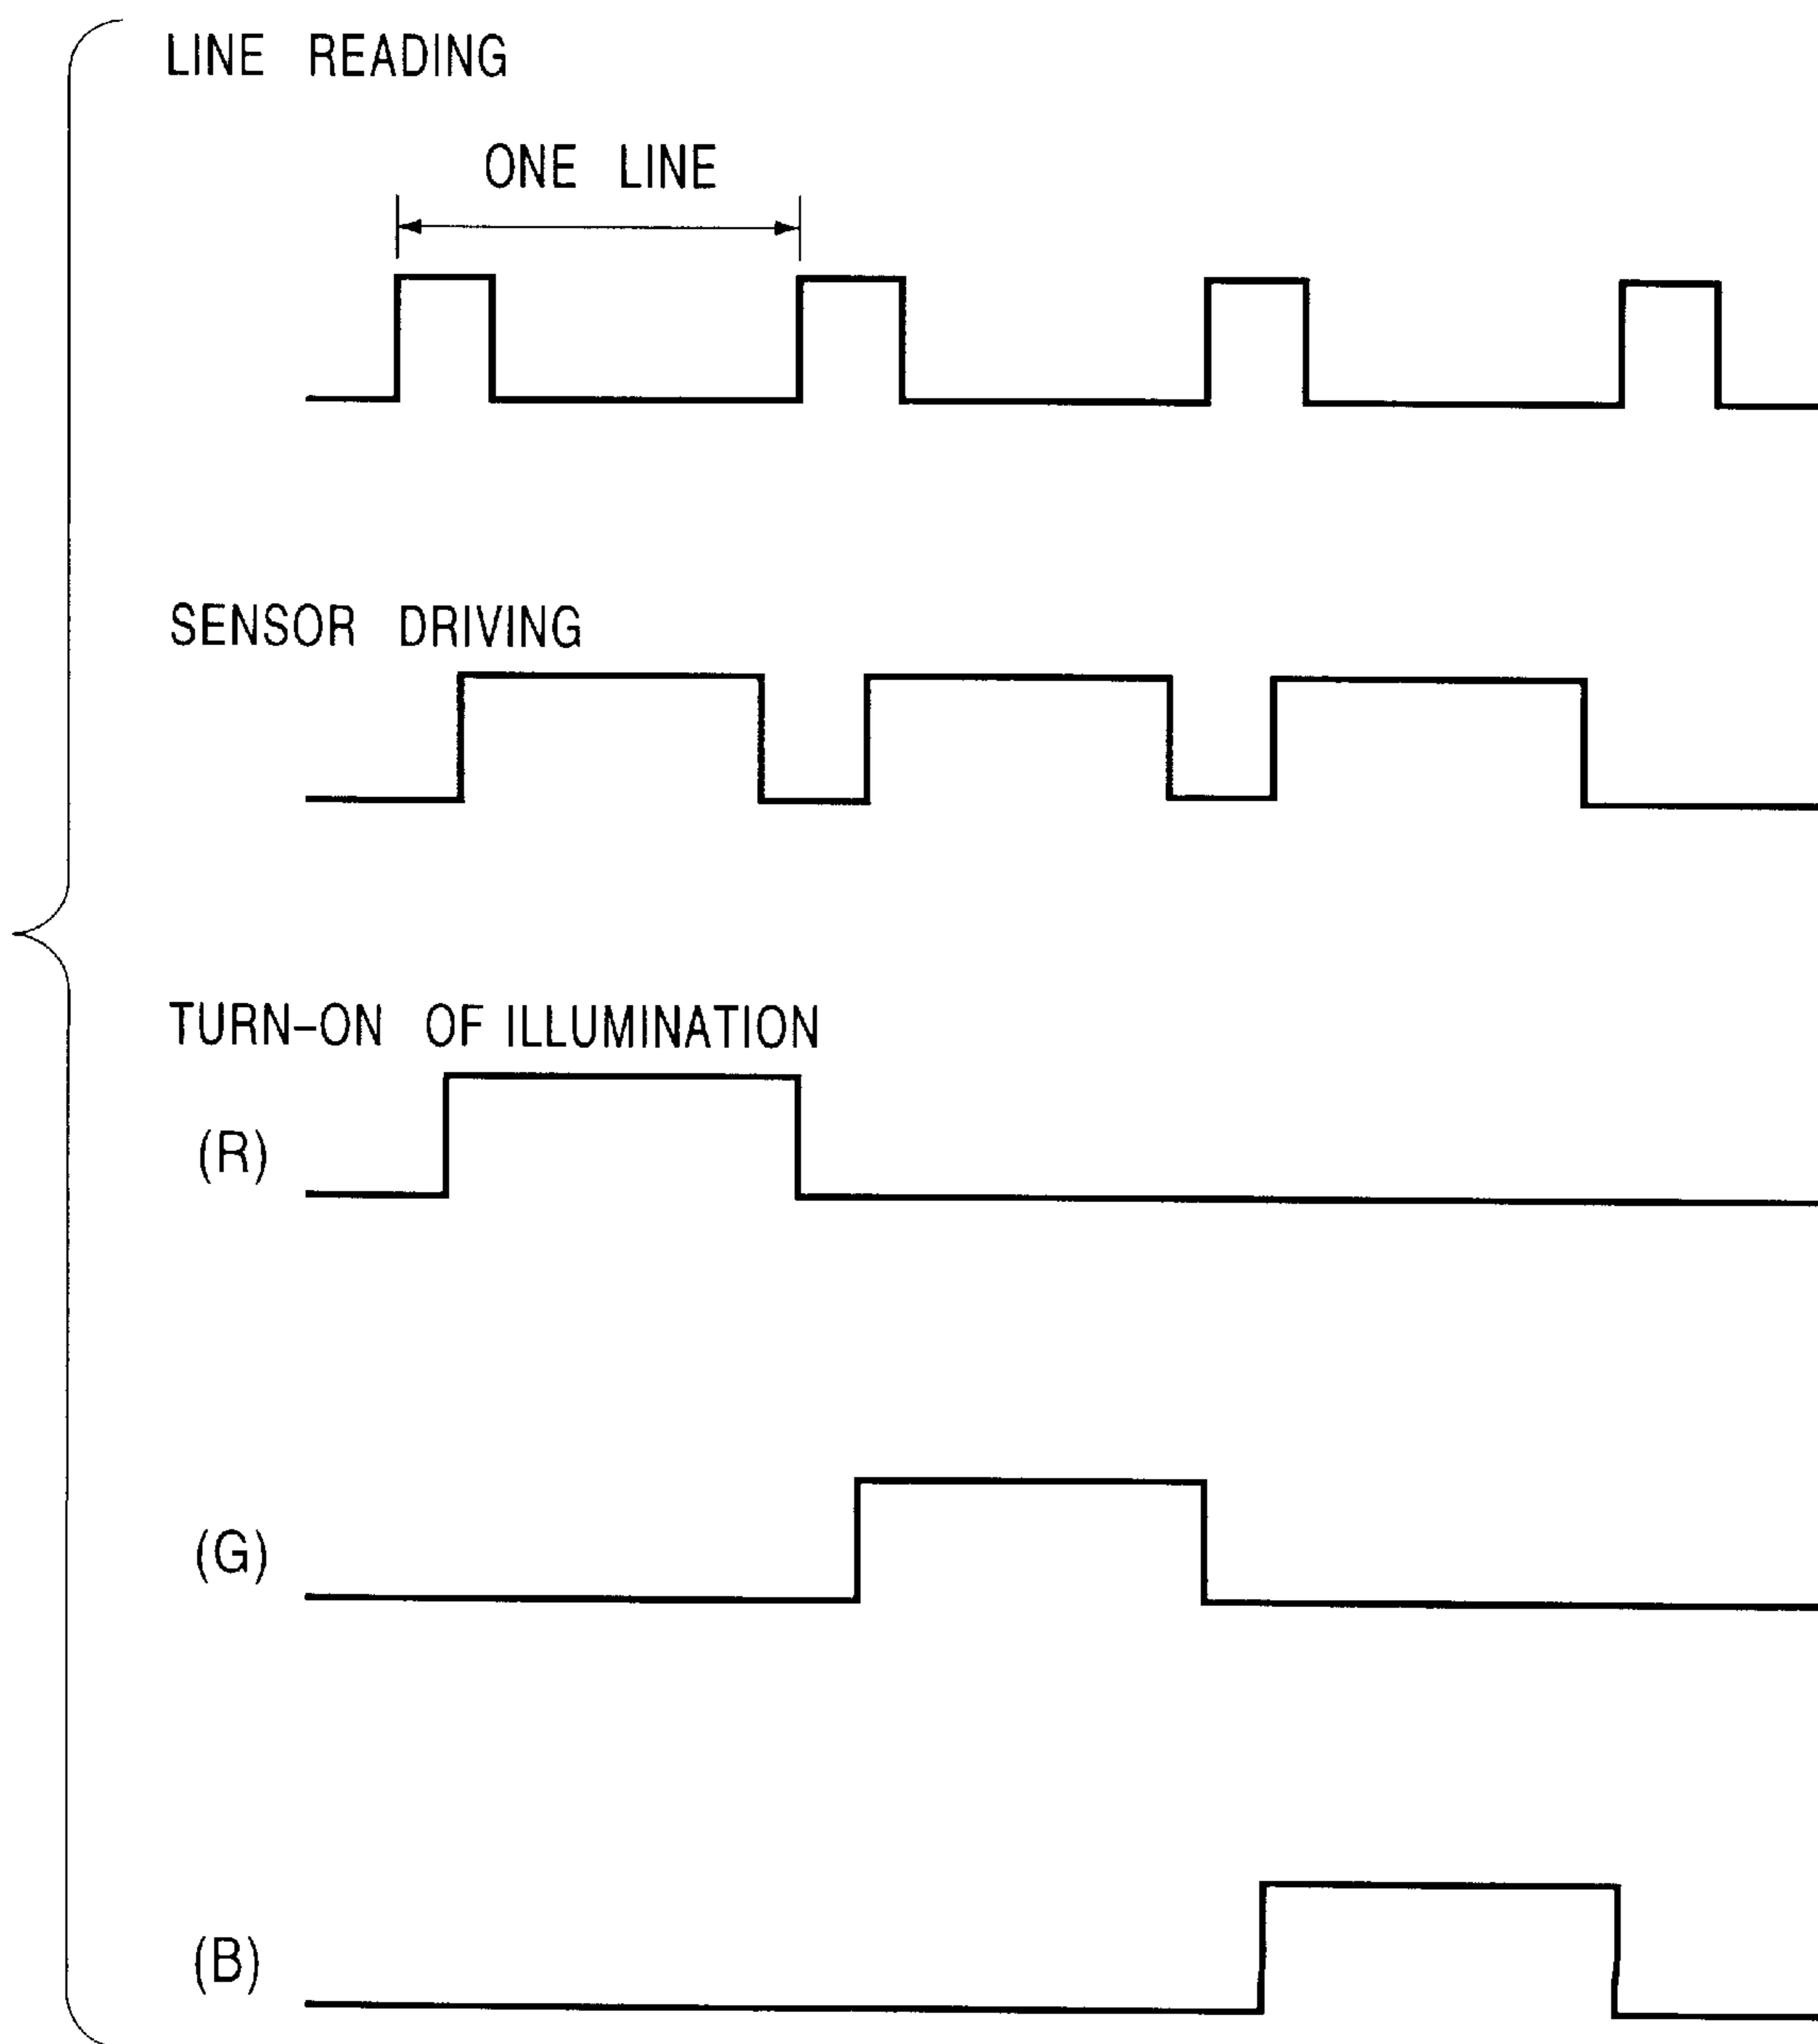 LINE READING
ONE LINE
SENSOR DRIVING
TURN-ON OF ILLUMINATION
(R)
(G)
(B)